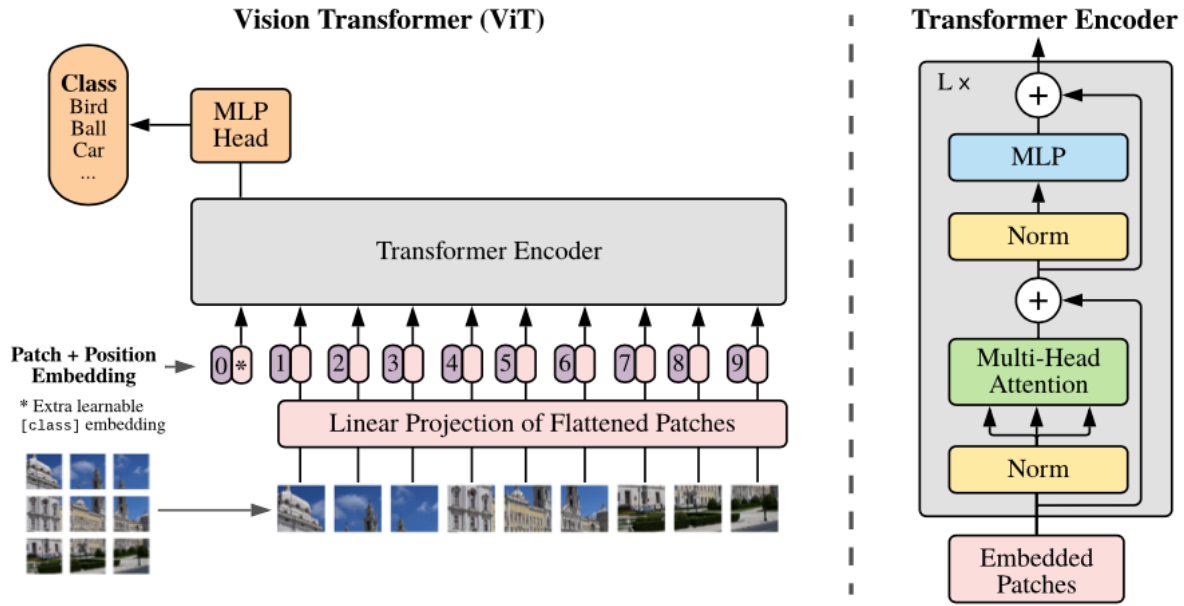 Vision Transformer (ViT)
Class
Bird
Ball
Car
...
MLP
Head
Transformer Encoder
Patch + Position
Embedding
* Extra learnable
[class] embedding
0 * 1 2 3 4 5 6 7 8 9
Linear Projection of Flattened Patches
Transformer Encoder
L ×
+
MLP
Norm
+
Multi-Head
Attention
Norm
Embedded
Patches